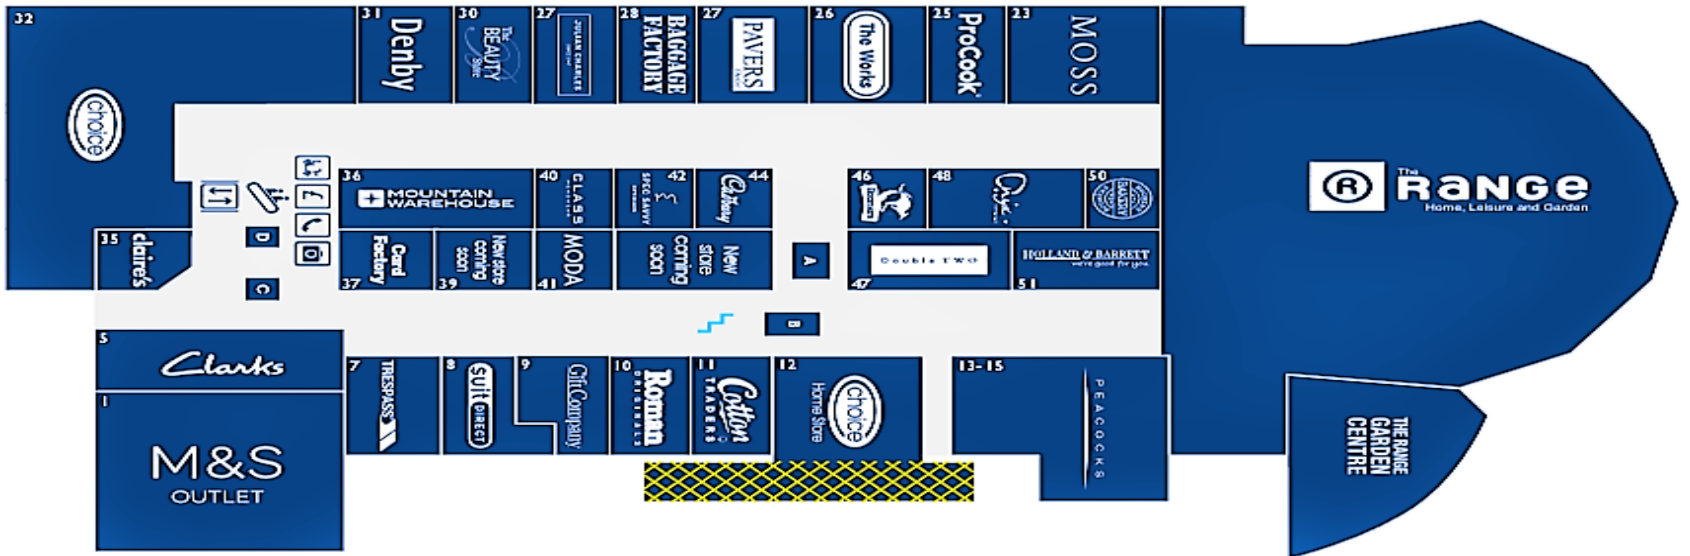 32
choice
31
Denby
30
The
BEAUTY
Store
27
JULIAN CHARLES
28
BAGGAGE
FACTORY
27
PAVERS
26
The Works
25
ProCook
23
MOSS
R
The
RANGE
Home, Leisure and Garden
36
MOUNTAIN
WAREHOUSE
40
CLASS
42
SPEC SAVVY
44
Cadbury
46
48
50
BAKERY
D
C
35
claire's
Card
Factory
37
New store
coming
soon
39
MODA
41
New
store
coming
soon
A
Double TWO
47
HOLLAND & BARRETT
we're good for you
51
B
5
Clarks
1
M&S
OUTLET
7
TRESPASS
8
SUIT
DIRECT
9
GiftCompany
10
Roman
ORIGINALS
11
Cotton
TRADERS
12
choice
Home Store
13-15
PEACOCKS
THE RANGE
GARDEN
CENTRE